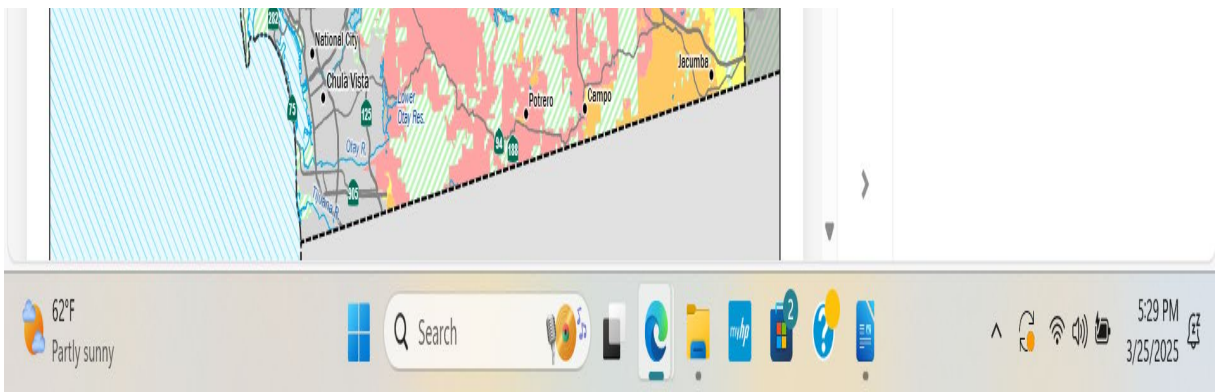 282
National City
Chula Vista
75
125
Lower
Otay Res.
Otay R.
Tijuana R.
905
Potrero
Campo
94
188
Jacumba
62°F
Partly sunny
Search
myhp
2
?
5:29 PM
3/25/2025